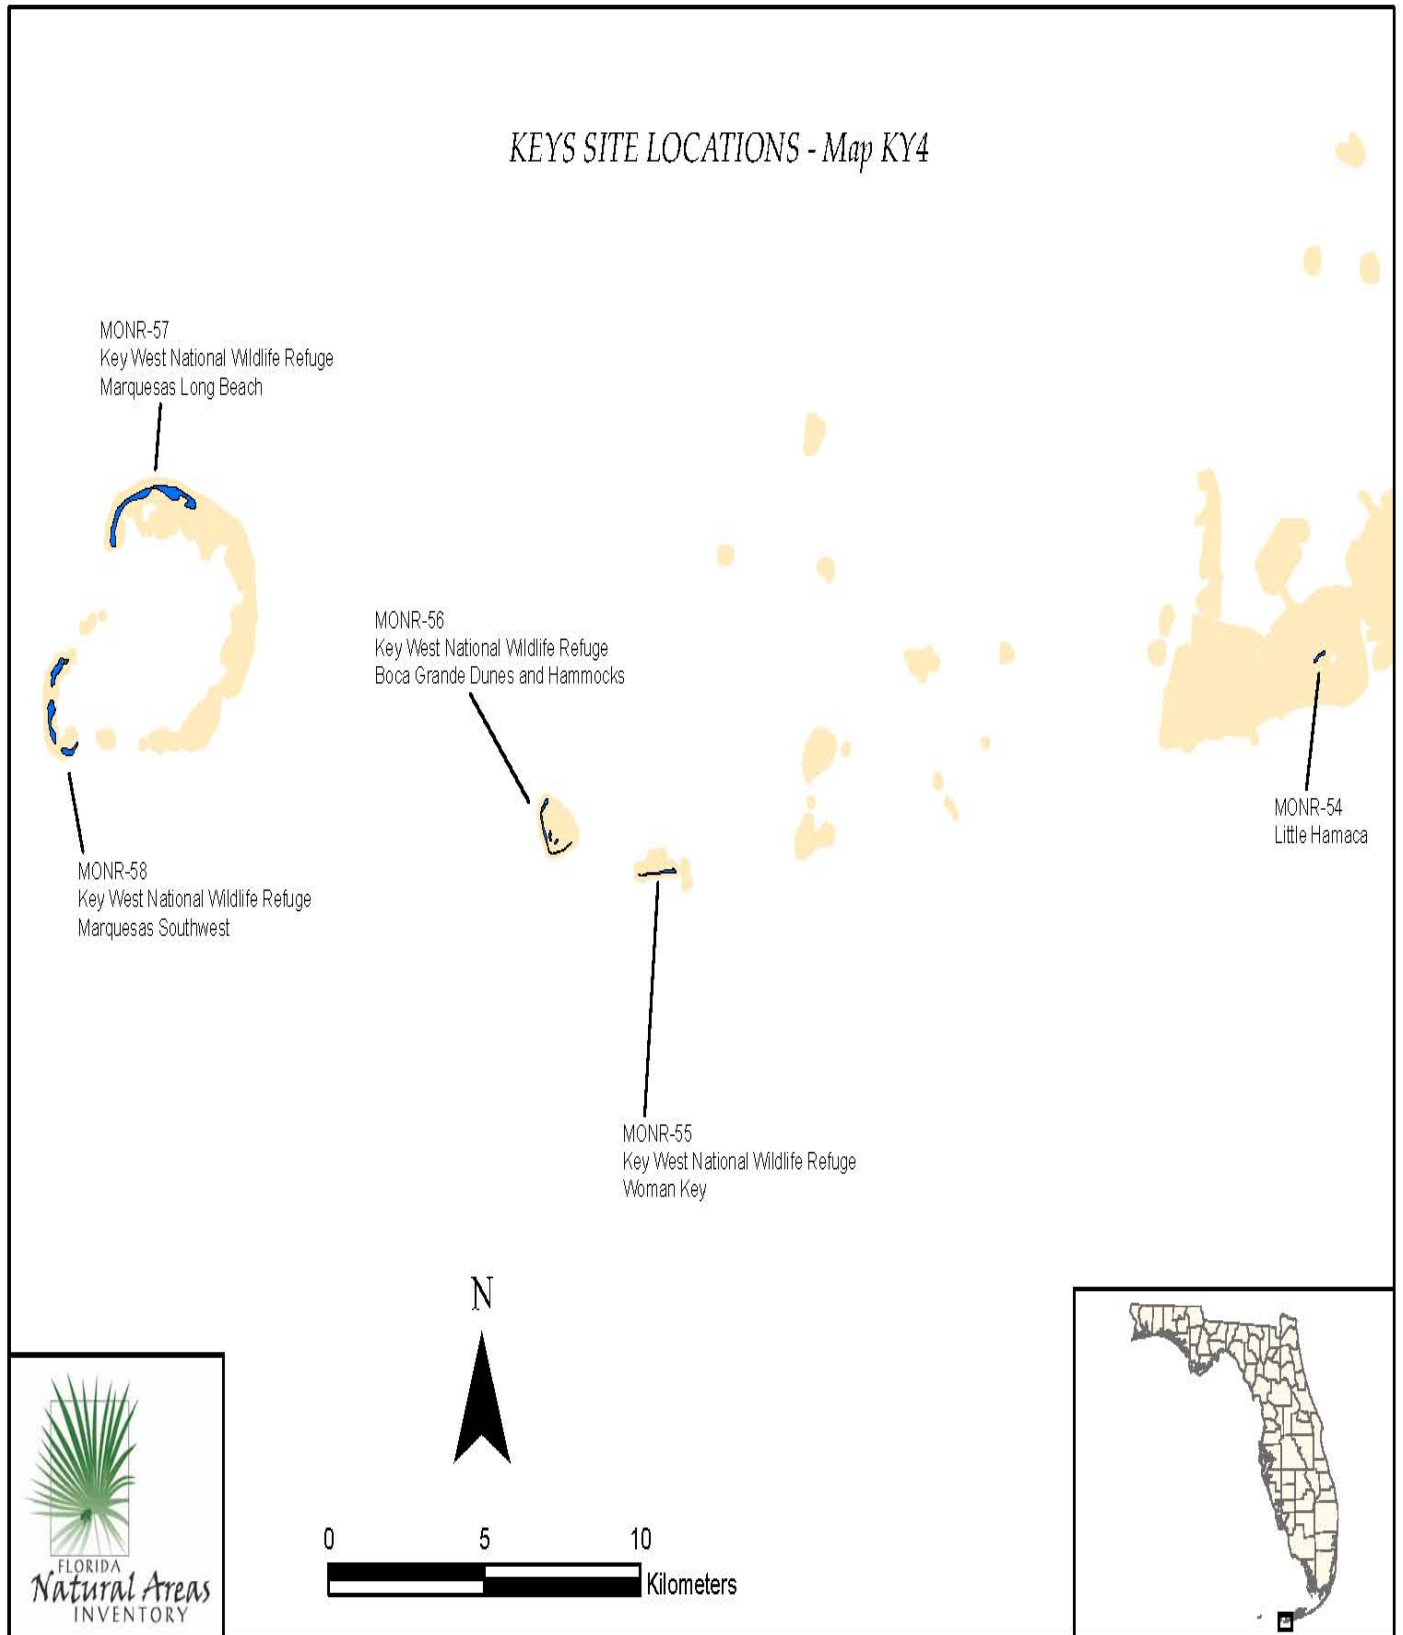 KEYS SITE LOCATIONS - Map KY4
MONR-57
Key West National Wildlife Refuge
Marquesas Long Beach
MONR-56
Key West National Wildlife Refuge
Boca Grande Dunes and Hammocks
MONR-54
Little Hamaca
MONR-58
Key West National Wildlife Refuge
Marquesas Southwest
MONR-55
Key West National Wildlife Refuge
Woman Key
N
0 5 10
Kilometers
FLORIDA
Natural Areas
INVENTORY